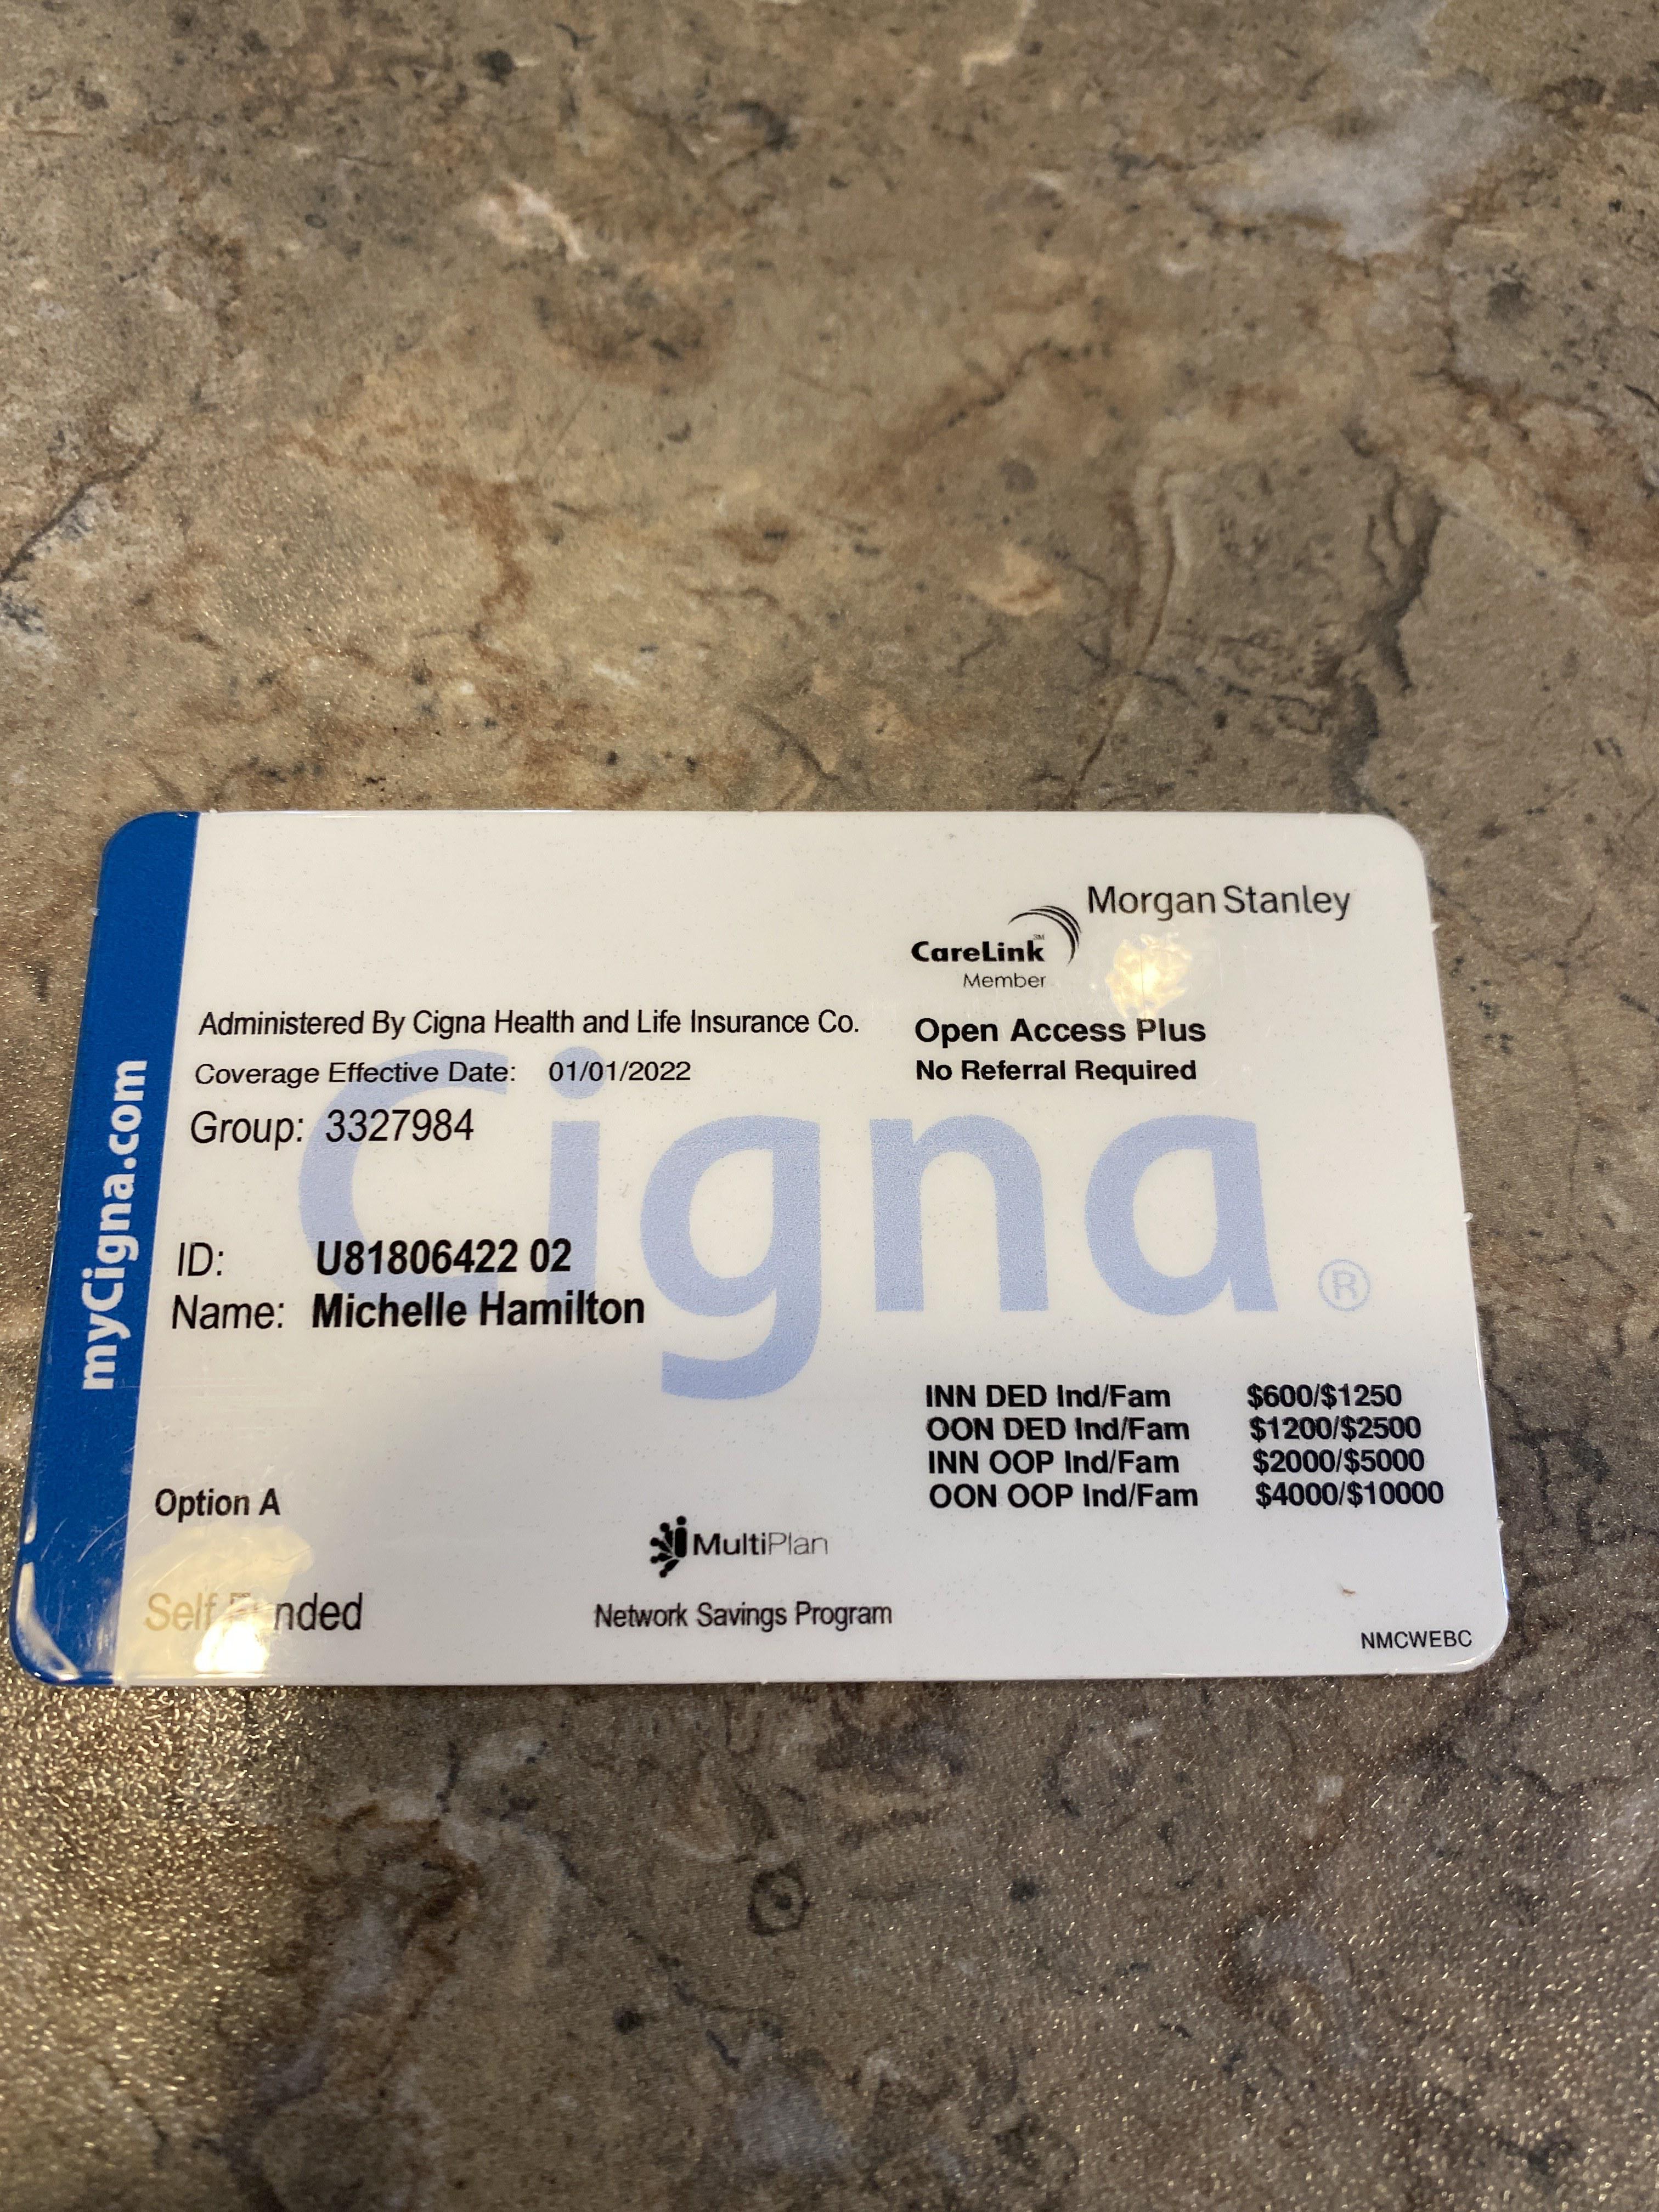 myCigna.com
Morgan Stanley
CareLink℠
Member
Administered By Cigna Health and Life Insurance Co.
Open Access Plus
Coverage Effective Date: 01/01/2022
No Referral Required
Group: 3327984
Cigna®
ID: U81806422 02
Name: Michelle Hamilton
INN DED Ind/Fam $600/$1250
OON DED Ind/Fam $1200/$2500
INN OOP Ind/Fam $2000/$5000
OON OOP Ind/Fam $4000/$10000
Option A
MultiPlan
Self Funded
Network Savings Program
NMCWEBC